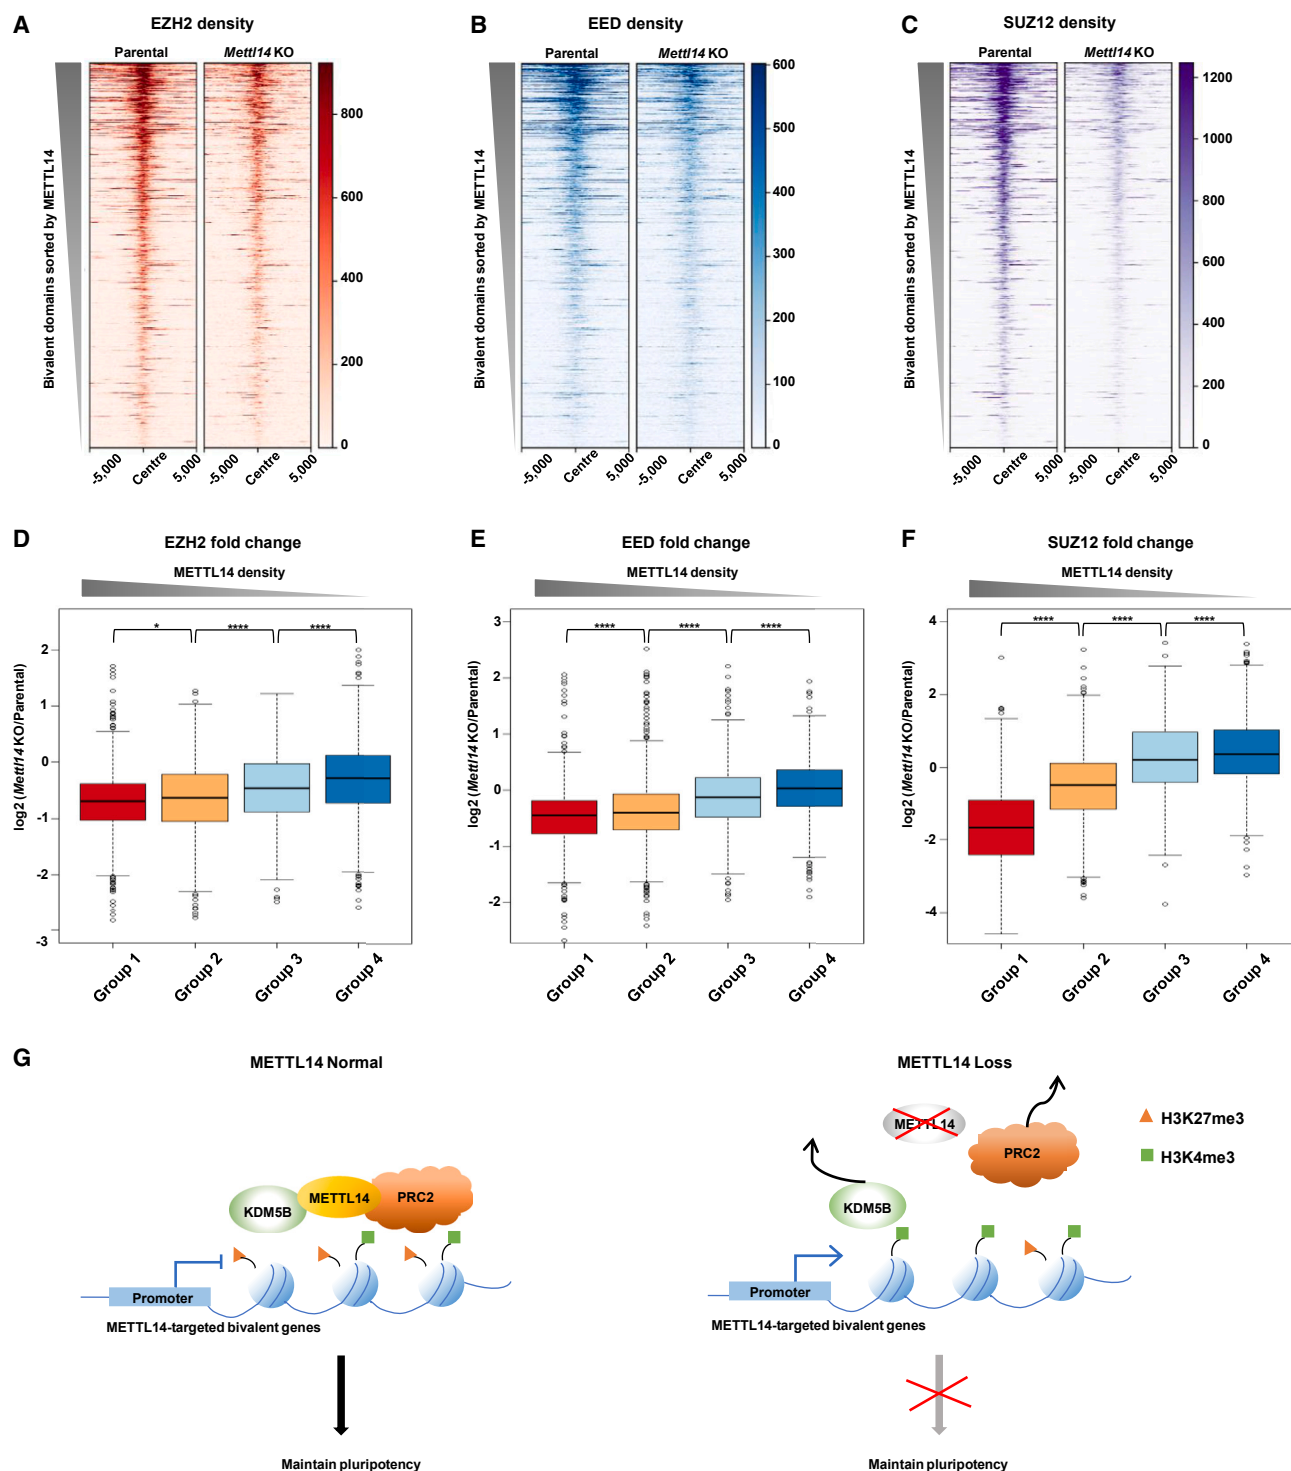 A
EZH2 density
Parental
Mettl14 KO
Bivalent domains sorted by METTL14
800
600
400
200
0
-5,000
Centre
5,000
-5,000
Centre
5,000
B
EED density
Parental
Mettl14 KO
Bivalent domains sorted by METTL14
600
500
400
300
200
100
0
-5,000
Centre
5,000
-5,000
Centre
5,000
C
SUZ12 density
Parental
Mettl14 KO
Bivalent domains sorted by METTL14
1200
1000
800
600
400
200
0
-5,000
Centre
5,000
-5,000
Centre
5,000
D
EZH2 fold change
METTL14 density
log2 (Mettl14 KO/Parental)
2
1
0
-1
-2
-3
*
****
****
Group 1
Group 2
Group 3
Group 4
E
EED fold change
METTL14 density
log2 (Mettl14 KO/Parental)
3
2
1
0
-1
-2
****
****
****
Group 1
Group 2
Group 3
Group 4
F
SUZ12 fold change
METTL14 density
log2 (Mettl14 KO/Parental)
4
2
0
-2
-4
****
****
****
Group 1
Group 2
Group 3
Group 4
G
METTL14 Normal
KDM5B
METTL14
PRC2
Promoter
METTL14-targeted bivalent genes
Maintain pluripotency
METTL14 Loss
METTL14
PRC2
KDM5B
Promoter
METTL14-targeted bivalent genes
Maintain pluripotency
H3K27me3
H3K4me3